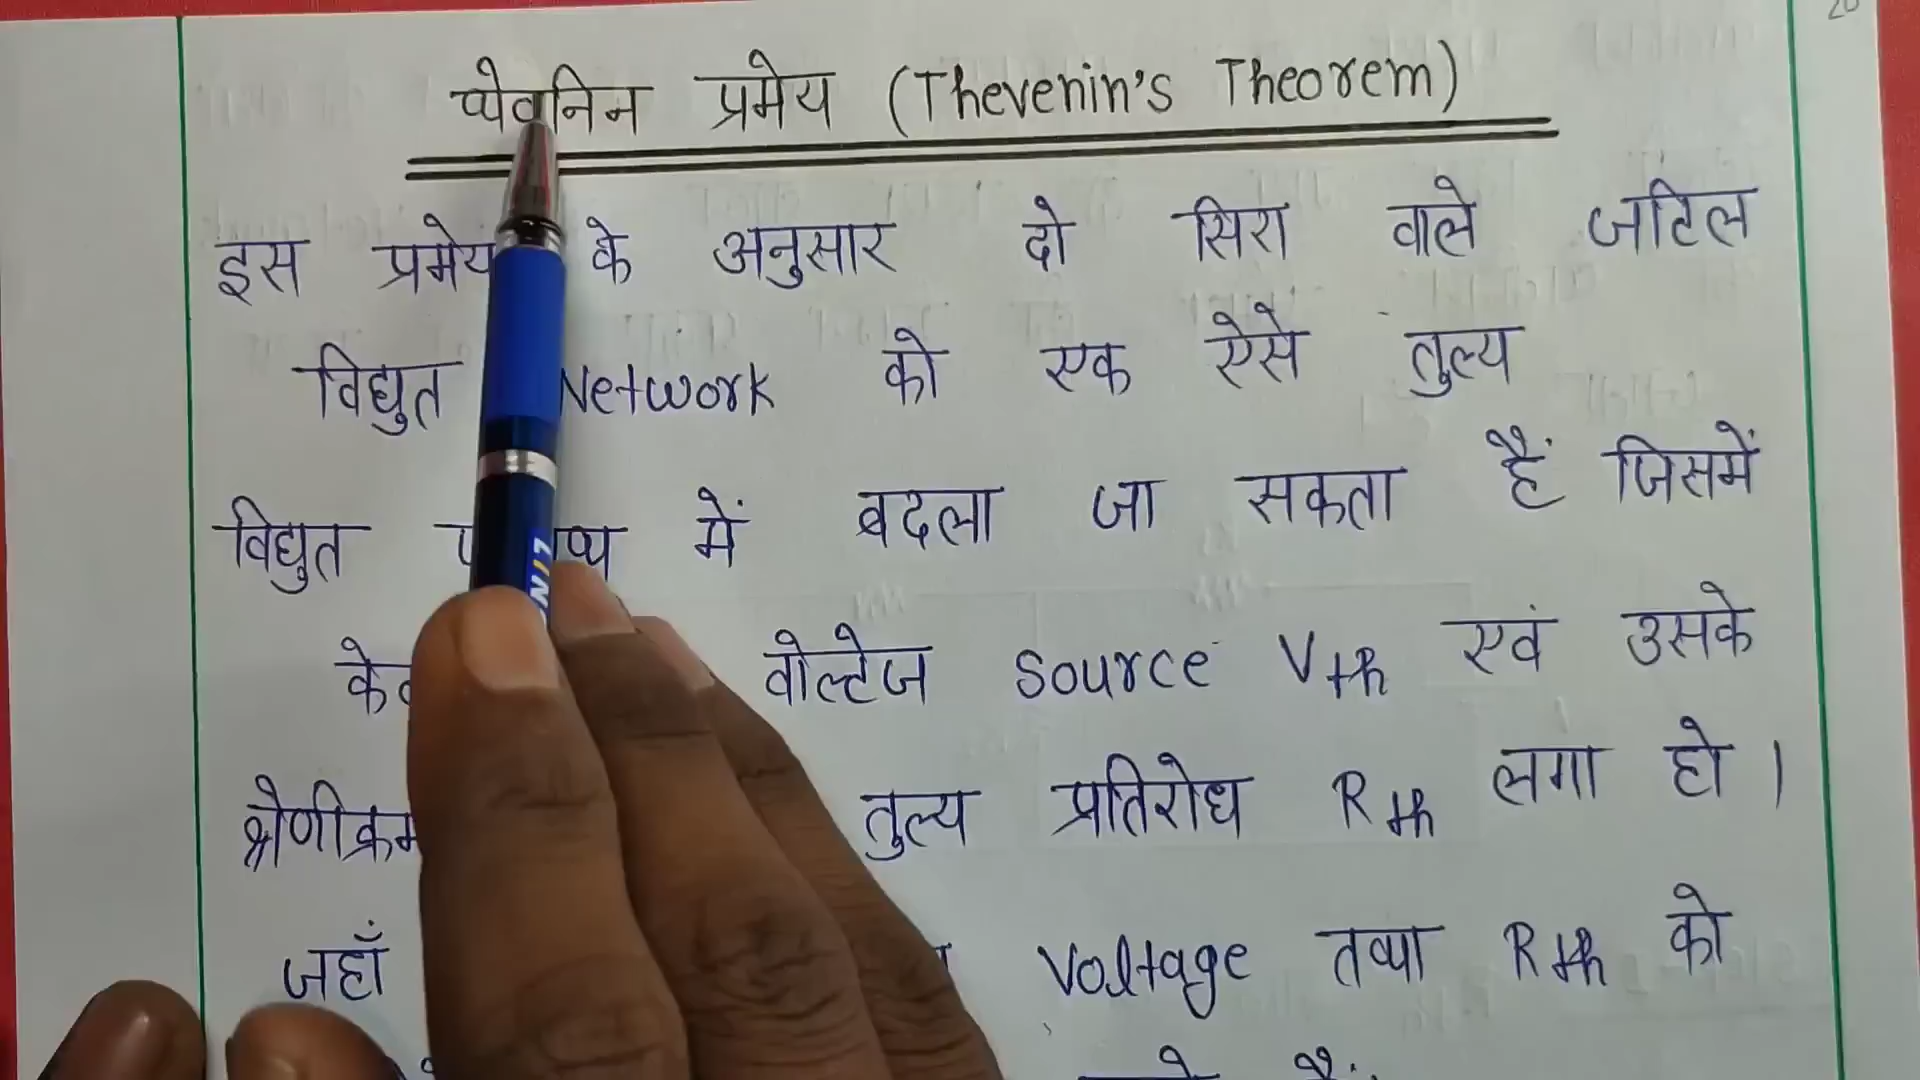 थेवनिन प्रमेय (Thevenin's Theorem)
इस प्रमेय के अनुसार दो सिरा वाले जटिल
विद्युत Network को एक ऐसे तुल्य
विद्युत में बदला जा सकता हैं जिसमें
वोल्टेज Source Vth एवं उसके
श्रेणीक्रम तुल्य प्रतिरोध Rth लगा हो ।
जहाँ Voltage तथा Rth को